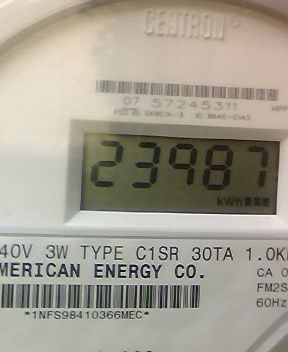 CENTRON®
07 57245311
23987
kWh
40V 3W TYPE C1SR 30TA 1.0K
MERICAN ENERGY CO.
CA 0
FM2S
60Hz
*1NFS98410366MEC*